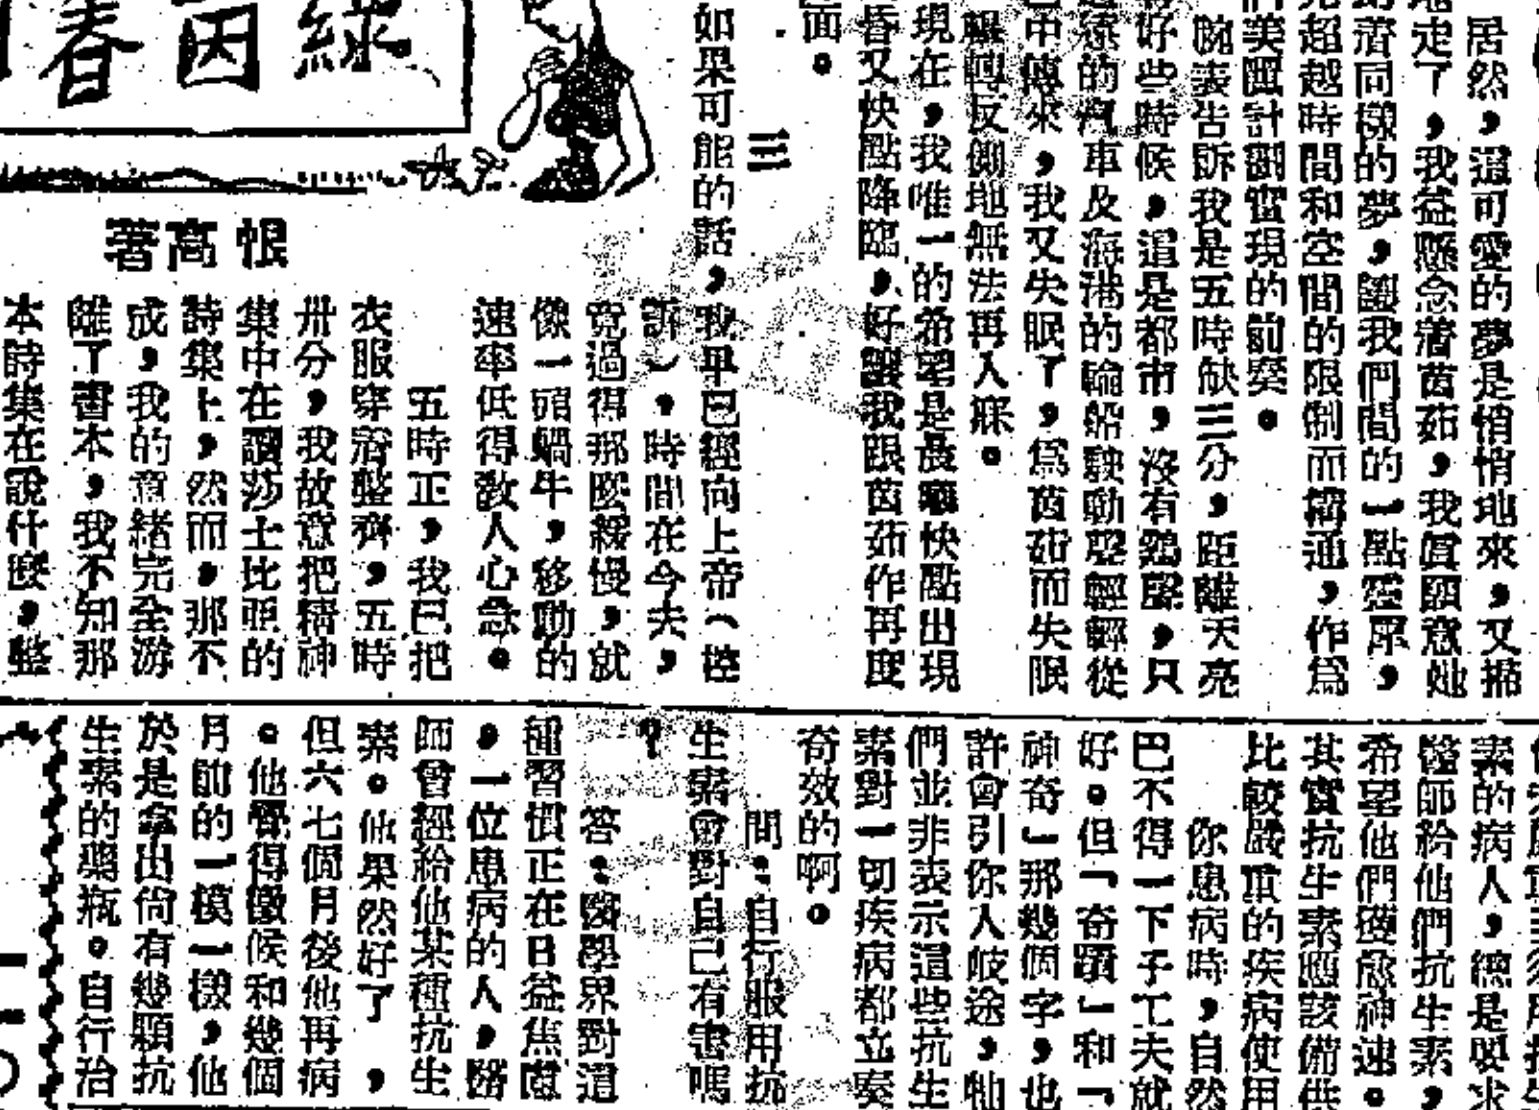 居然，這可愛的夢是悄悄地來，又悄
地走了，我益懸念着茵茹，我眞願意她
着同樣的夢，讓我們間的一點靈犀，
超越時間和空間的限制而溝通，作爲
們美麗計劃實現的前奏。
腕表告訴我是五時缺三分，距離天亮
好些時候，這是都市，沒有鷄聲，只
遠的汽車及海港的輪船駛動聲輕輕從
中傳來，我又失眠了，爲茵茹而失眠
輾轉反側地無法再入寐。
現在，我唯一的希望是晨曦快點出現
昏又快點降臨，好讓我跟茵茹作再度
面。
三
如果可能的話，我早已經向上帝（控
訴），時間在今天，
竟過得那麼緩慢，就
像一頭蝸牛，移動的
速率低得敎人心急。
五時正，我已把
衣服穿着整齊，五時
卅分，我故意把精神
集中在讀莎士比亞的
詩集上，然而，那不
成，我的意緒完全游
離了書本，我不知那
本詩集在說什麼，整
綠茵春
恨高著
素的病人，總是要求
醫師給他們抗生素，
希望他們獲愈神速。
其實抗生素應該備供
比較嚴重的疾病使用
你患病時，自然
巴不得一下子工夫就
好。但「奇蹟」和「
神奇」那幾個字，也
許會引你人岐途，牠
們並非表示這些抗生
素對一切疾病都立奏
奇效的啊。
問：自行服用抗
生素會對自己有害嗎
？
答：醫學界對這
種習慣正在日益焦慮
，一位患病的人，醫
師曾經給他某種抗生
素。他果然好了，
但六七個月後他再病
。他覺得徵候和幾個
月前的一模一樣，他
於是拿出尙有幾顆抗
生素的藥瓶。自行治